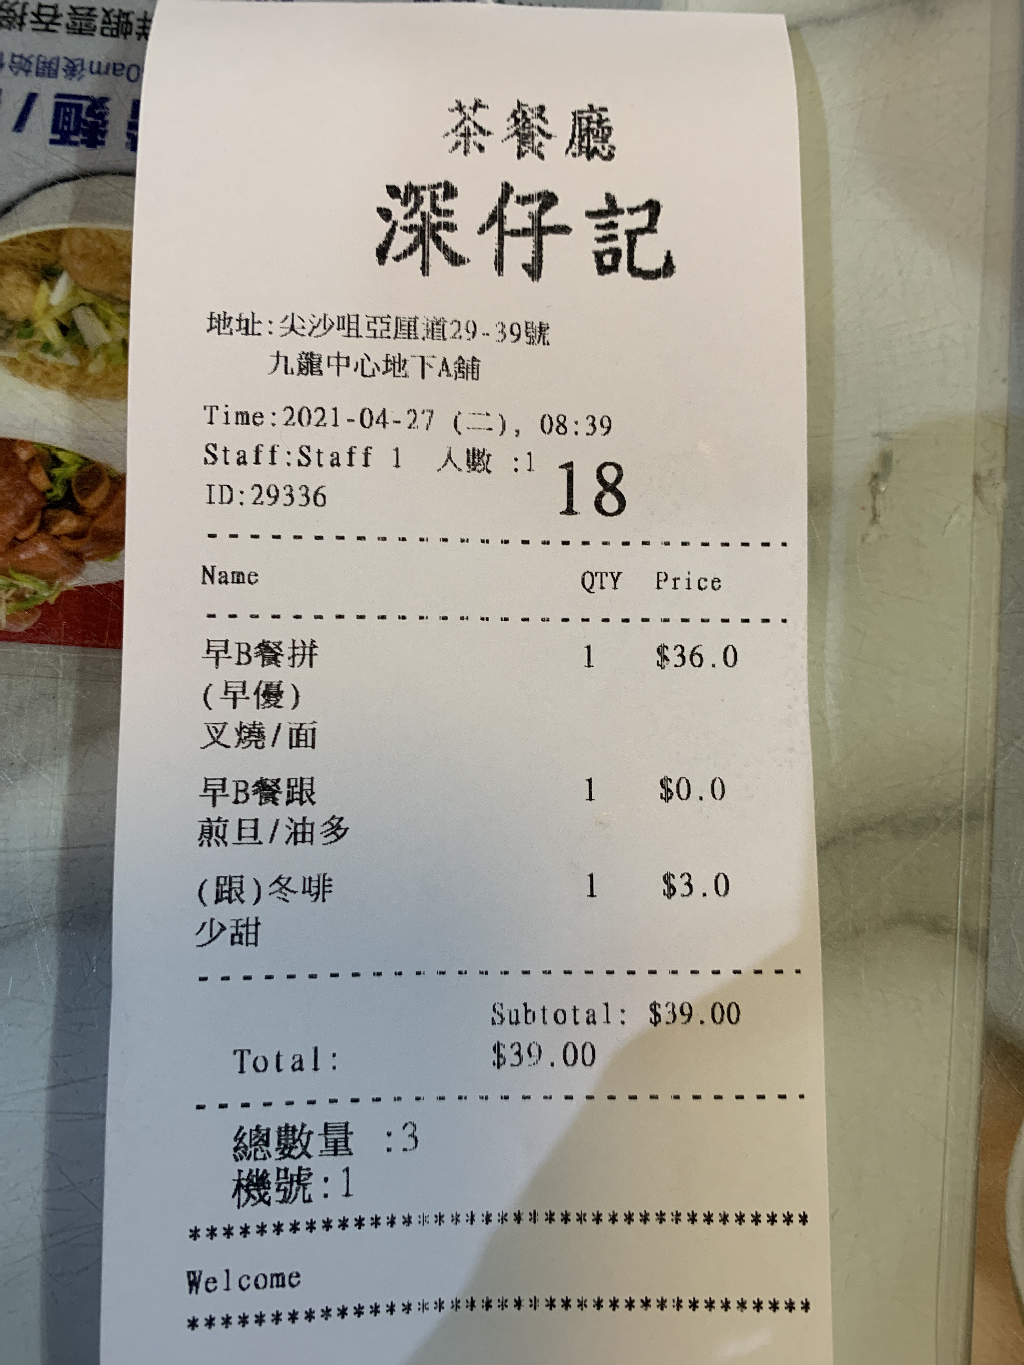 茶餐廳
深仔記
地址:尖沙咀亞厘道29-39號
九龍中心地下A舖
Time:2021-04-27 (二), 08:39
Staff:Staff 1 人數 :1
18
ID:29336
Name QTY Price
早B餐拼 1 $36.0
(早優)
叉燒/面
早B餐跟 1 $0.0
煎旦/油多
(跟)冬啡 1 $3.0
少甜
Subtotal: $39.00
Total: $39.00
總數量 :3
機號:1
*************************************
Welcome
*************************************